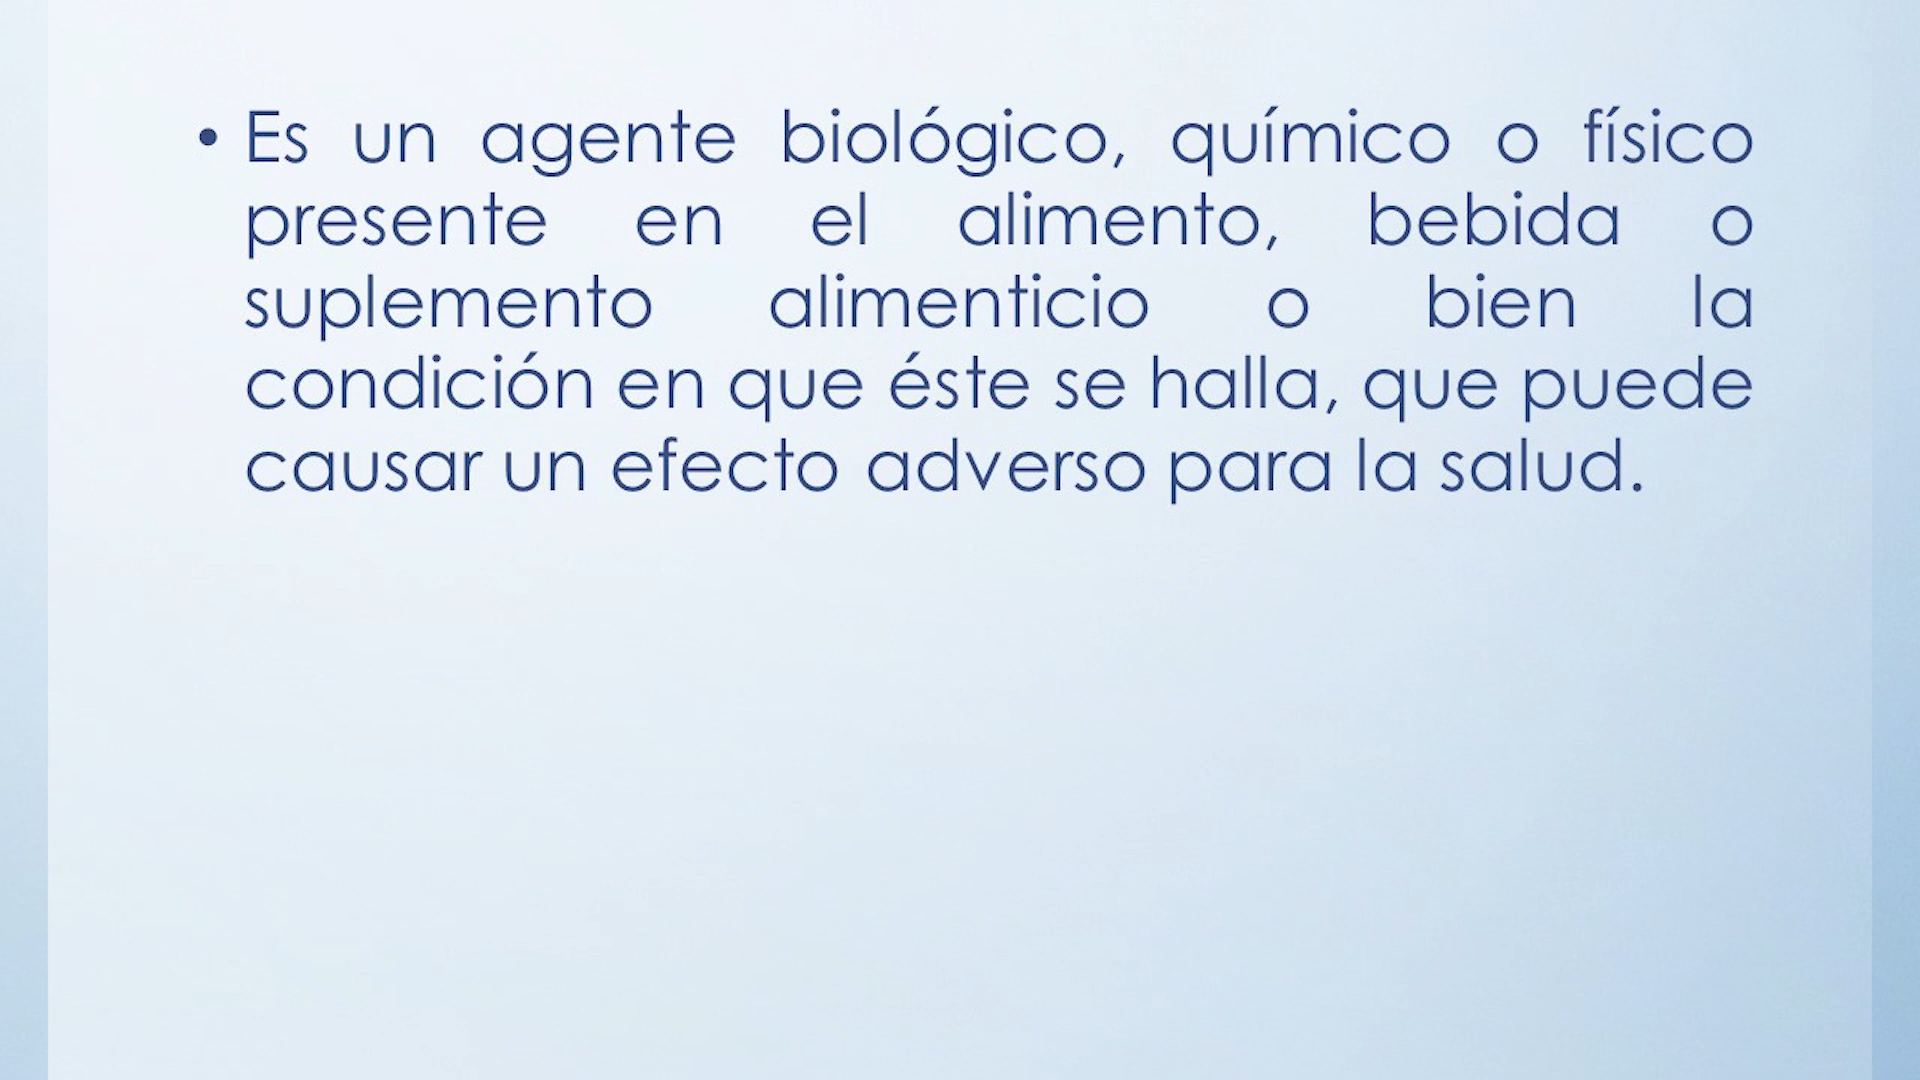 • Es un agente biológico, químico o físico
presente en el alimento, bebida o
suplemento alimenticio o bien la
condición en que éste se halla, que puede
causar un efecto adverso para la salud.